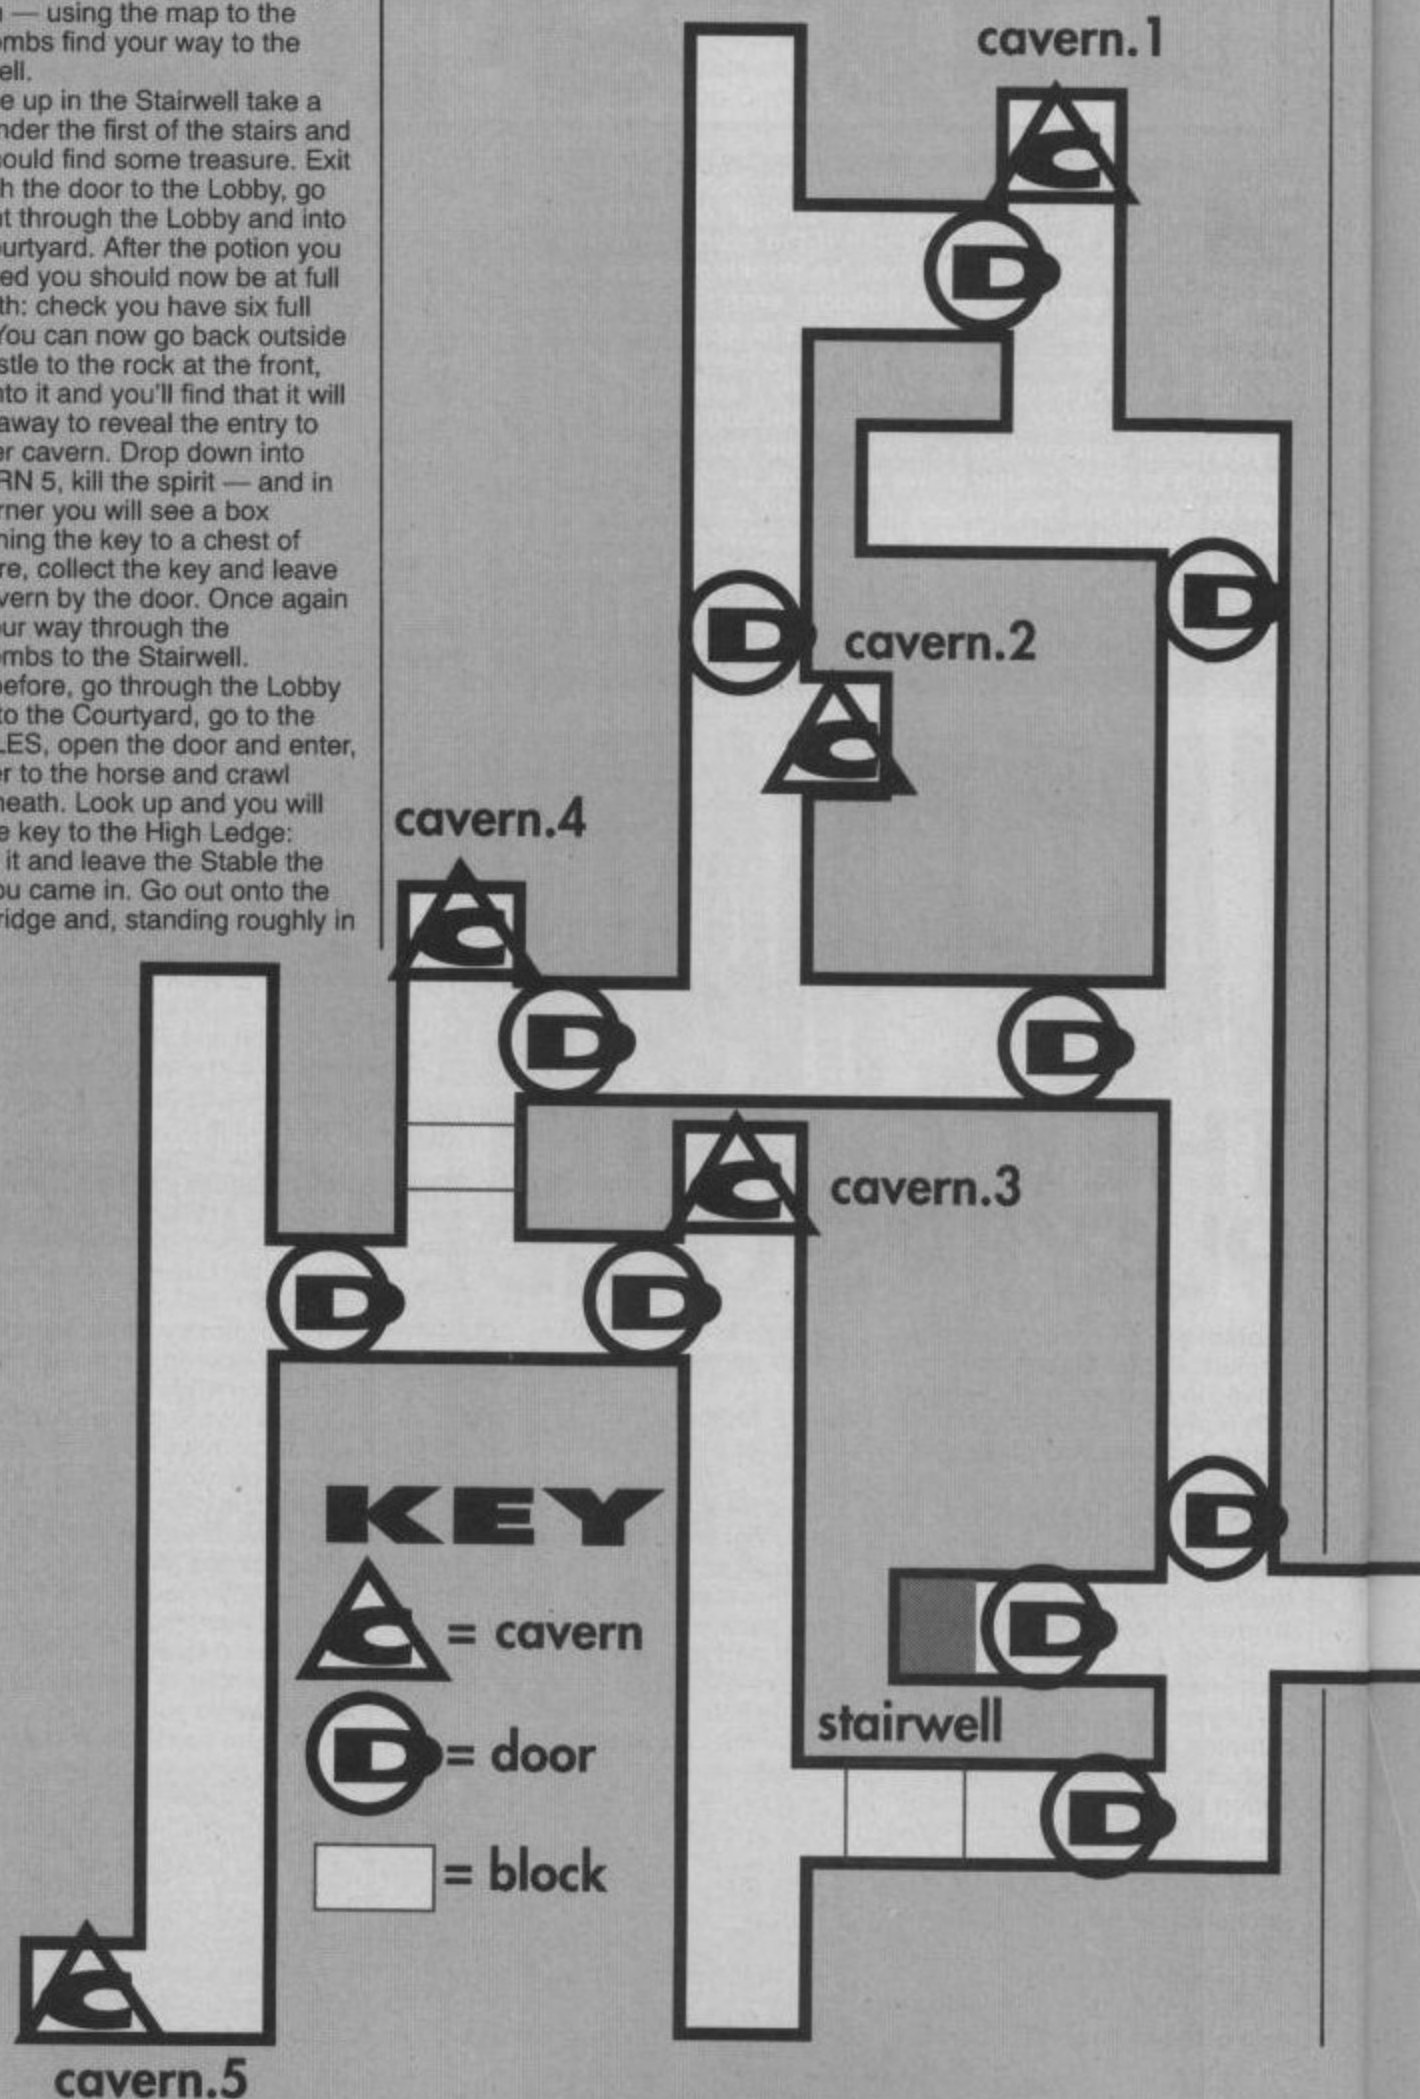 — using the map to the
mbs find your way to the
ell.
e up in the Stairwell take a
nder the first of the stairs and
ould find some treasure. Exit
h the door to the Lobby, go
t through the Lobby and into
ourtyard. After the potion you
ed you should now be at full
th: check you have six full
You can now go back outside
stle to the rock at the front,
nto it and you'll find that it will
away to reveal the entry to
er cavern. Drop down into
RN 5, kill the spirit — and in
rner you will see a box
ning the key to a chest of
re, collect the key and leave
vern by the door. Once again
our way through the
mbs to the Stairwell.
before, go through the Lobby
to the Courtyard, go to the
LES, open the door and enter,
er to the horse and crawl
neath. Look up and you will
e key to the High Ledge:
it and leave the Stable the
ou came in. Go out onto the
ridge and, standing roughly in
cavern.1
C
D
D
D
cavern.2
C
cavern.4
C
D
D
C
cavern.3
D
D
KEY
C = cavern
D = door
= block
D
D
stairwell
D
C
cavern.5